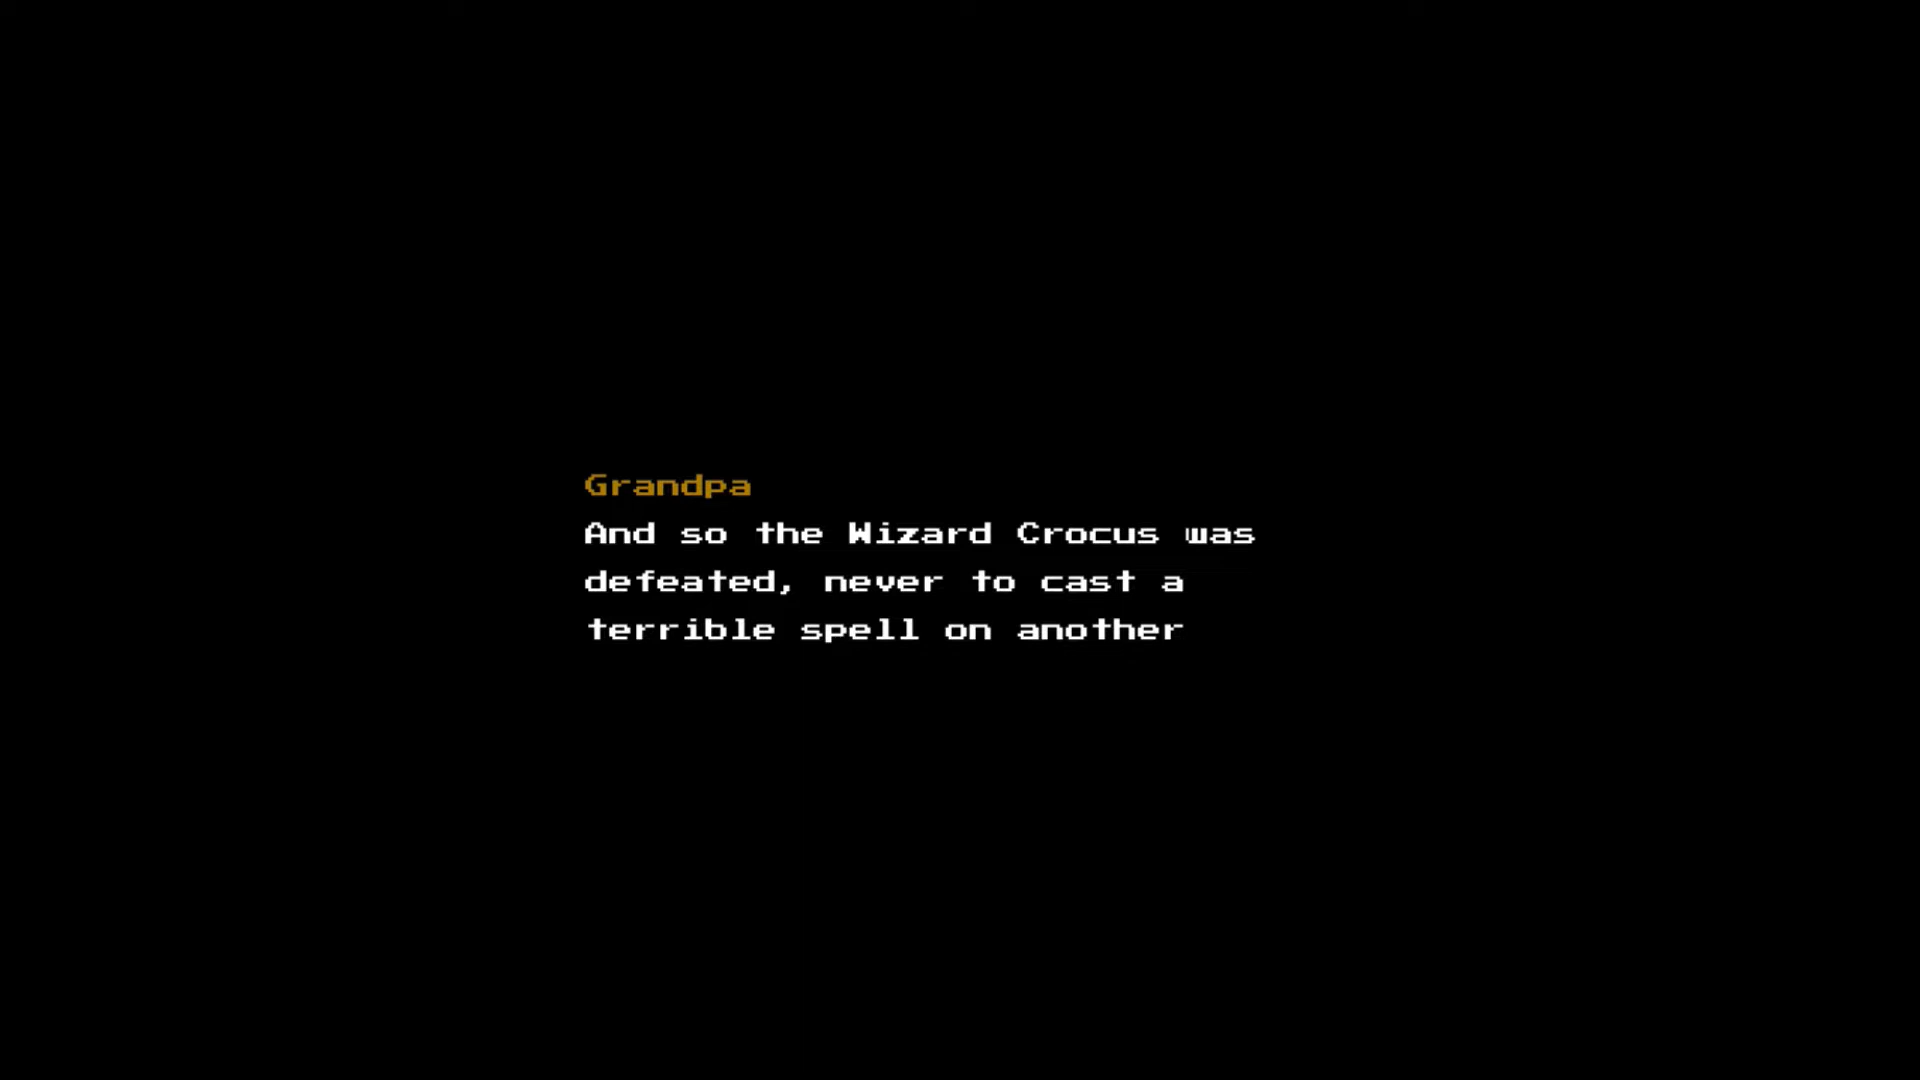 Grandpa
And so the Wizard Crocus was
defeated, never to cast a
terrible spell on another